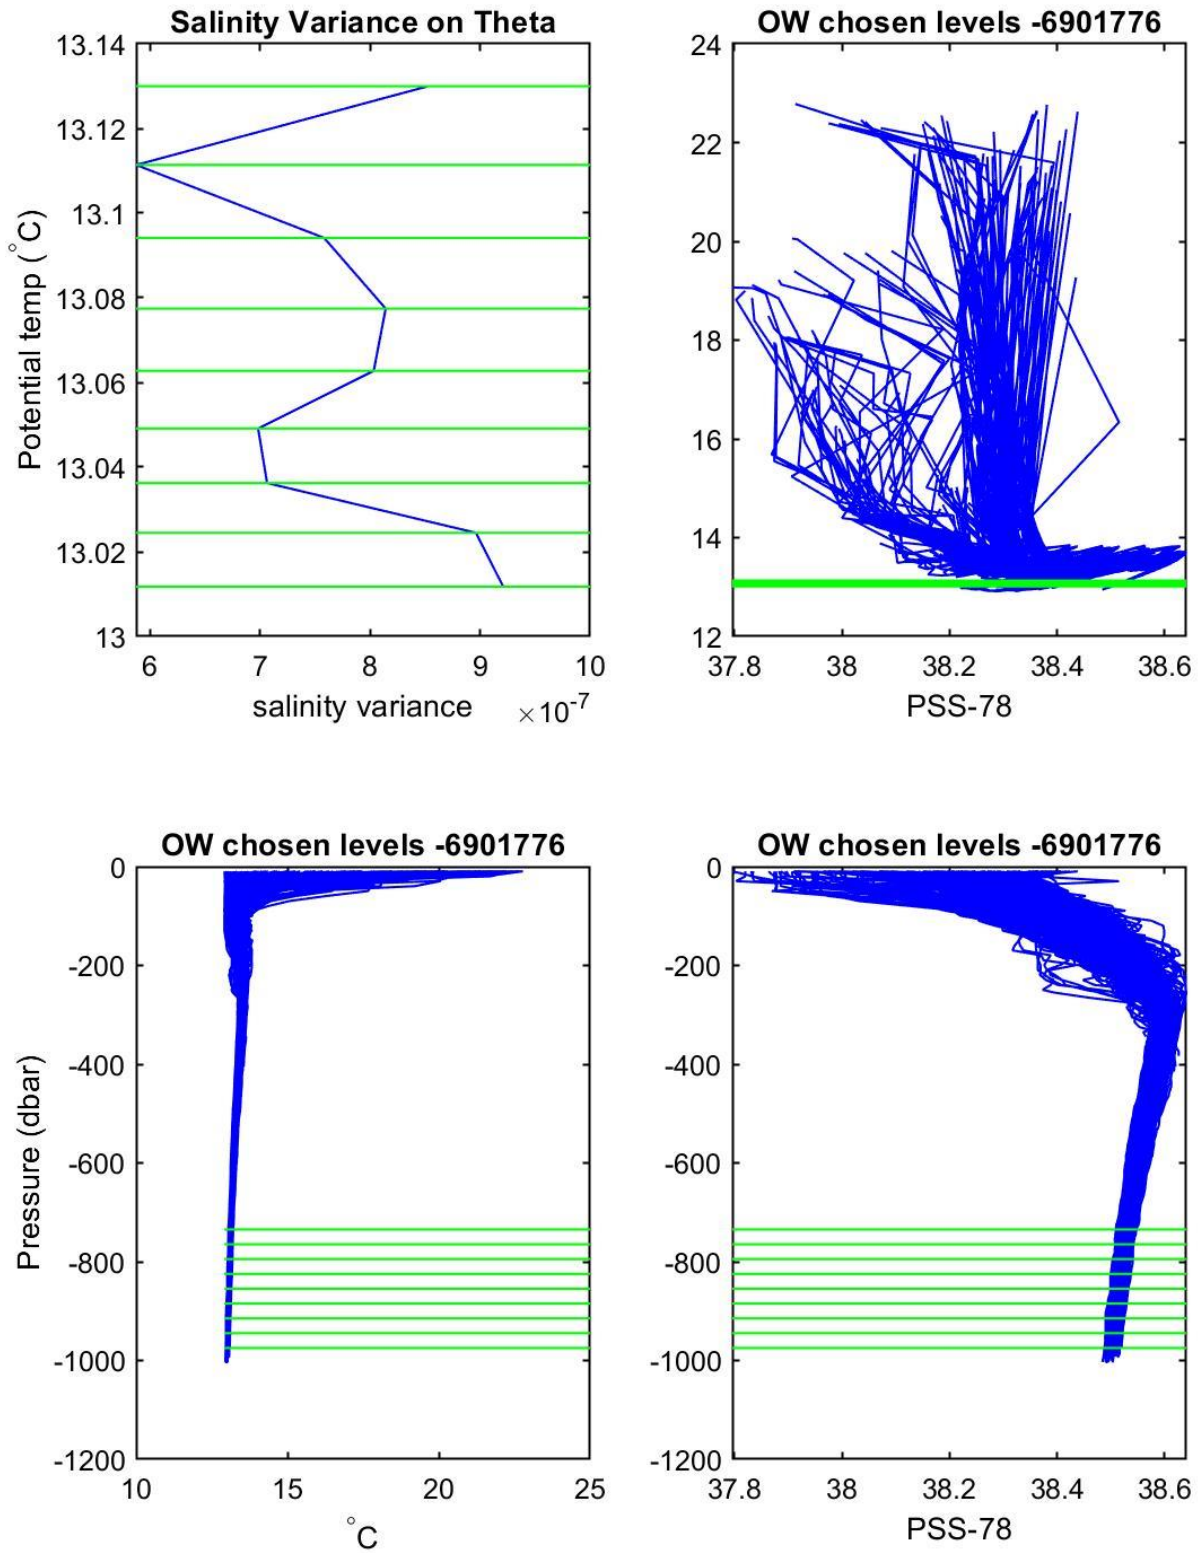 Salinity Variance on Theta
13.14
13.12
13.1
13.08
13.06
13.04
13.02
13
Potential temp (°C)
6 7 8 9 10
salinity variance ×10-7
OW chosen levels -6901776
24
22
20
18
16
14
12
37.8 38 38.2 38.4 38.6
PSS-78
OW chosen levels -6901776
0
-200
-400
-600
-800
-1000
-1200
Pressure (dbar)
10 15 20 25
°C
OW chosen levels -6901776
0
-200
-400
-600
-800
-1000
-1200
37.8 38 38.2 38.4 38.6
PSS-78